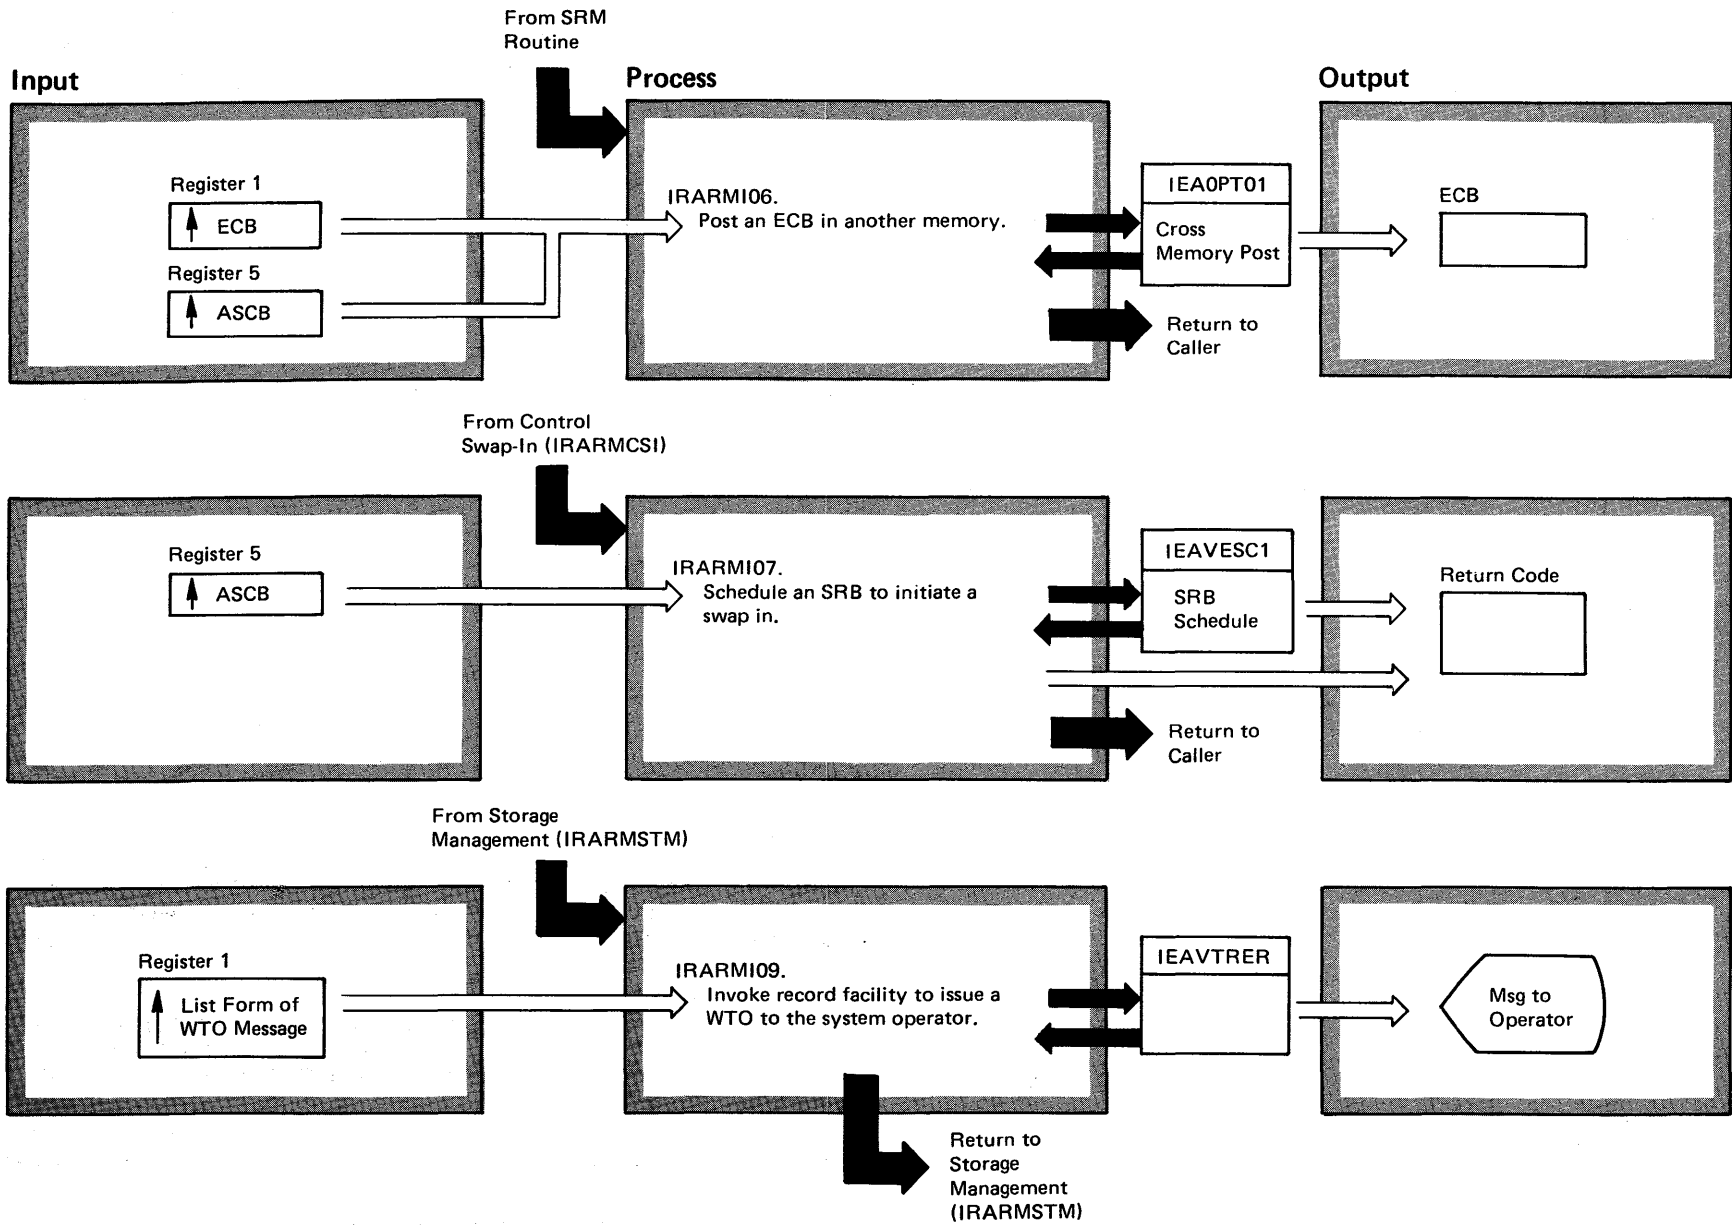 From SRM
Routine
Input
Process
Output
Register 1
ECB
Register 5
ASCB
IRARMI06.
Post an ECB in another memory.
IEA0PT01
Cross
Memory Post
Return to
Caller
ECB
From Control
Swap-In (IRARMCSI)
Register 5
ASCB
IRARMI07.
Schedule an SRB to initiate a
swap in.
IEAVESC1
SRB
Schedule
Return to
Caller
Return Code
From Storage
Management (IRARMSTM)
Register 1
List Form of
WTO Message
IRARMI09.
Invoke record facility to issue a
WTO to the system operator.
IEAVTRER
Msg to
Operator
Return to
Storage
Management
(IRARMSTM)